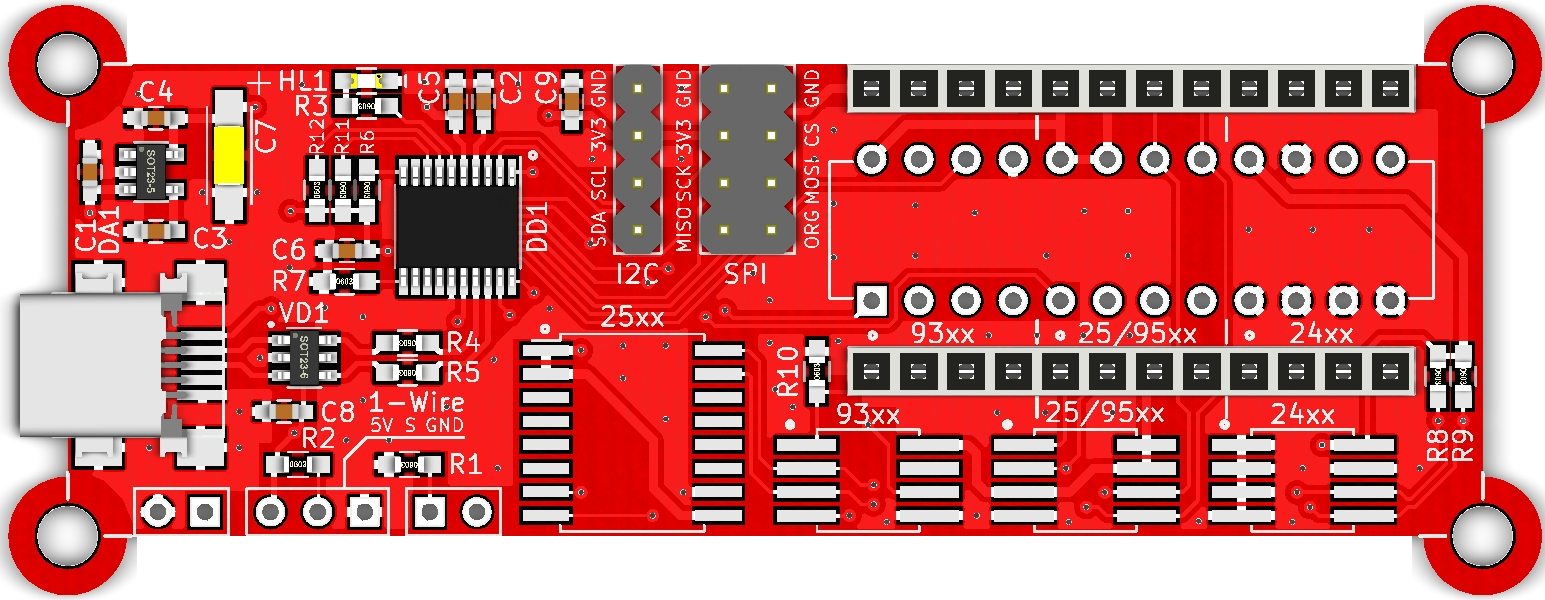 C4
C7
+ HL1
R3
C5
C2
C9
R12
R11
R6
SOT23-5
C1
DA1
C3
C6
R7
DD1
0603
SDA SCL 3V3 GND
I2C
MISO SCK 3V3 GND
ORG MOSI CS GND
SPI
VD1
SOT23-6
R4
R5
25xx
93xx
25/95xx
24xx
R10
1-Wire
5V S GND
C8
R2
R1
93xx
25/95xx
24xx
R8
R9